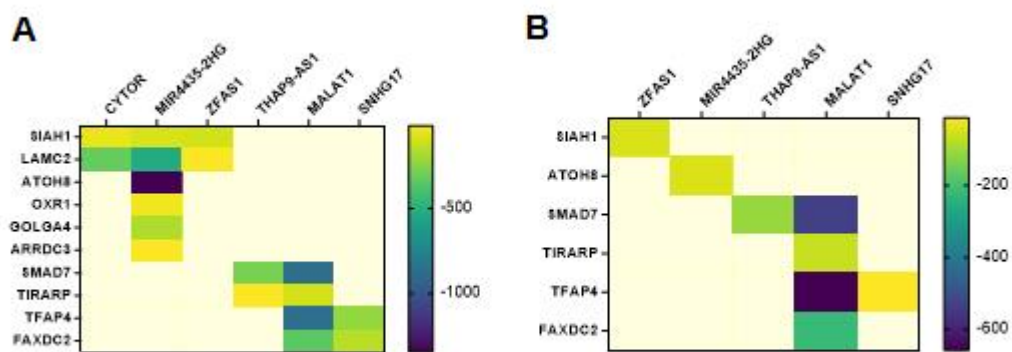 A
CYTOR
MIR4435-2HG
ZFAS1
THAP9-AS1
MALAT1
SNHG17
SIAH1
LAMC2
ATOH8
OXR1
GOLGA4
ARRDC3
SMAD7
TIRARP
TFAP4
FAXDC2
-500
-1000
B
ZFAS1
MIR4435-2HG
THAP9-AS1
MALAT1
SNHG17
SIAH1
ATOH8
SMAD7
TIRARP
TFAP4
FAXDC2
-200
-400
-600